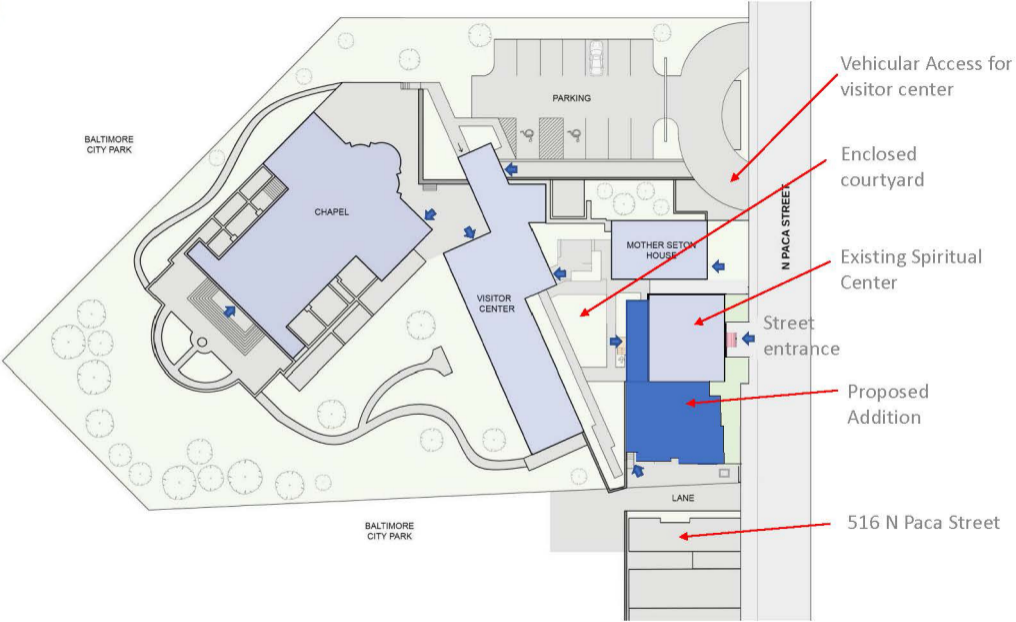 Vehicular Access for
visitor center
PARKING
BALTIMORE
CITY PARK
Enclosed
courtyard
CHAPEL
N PACA STREET
MOTHER SETON
HOUSE
Existing Spiritual
Center
VISITOR
CENTER
Street
entrance
Proposed
Addition
LANE
516 N Paca Street
BALTIMORE
CITY PARK